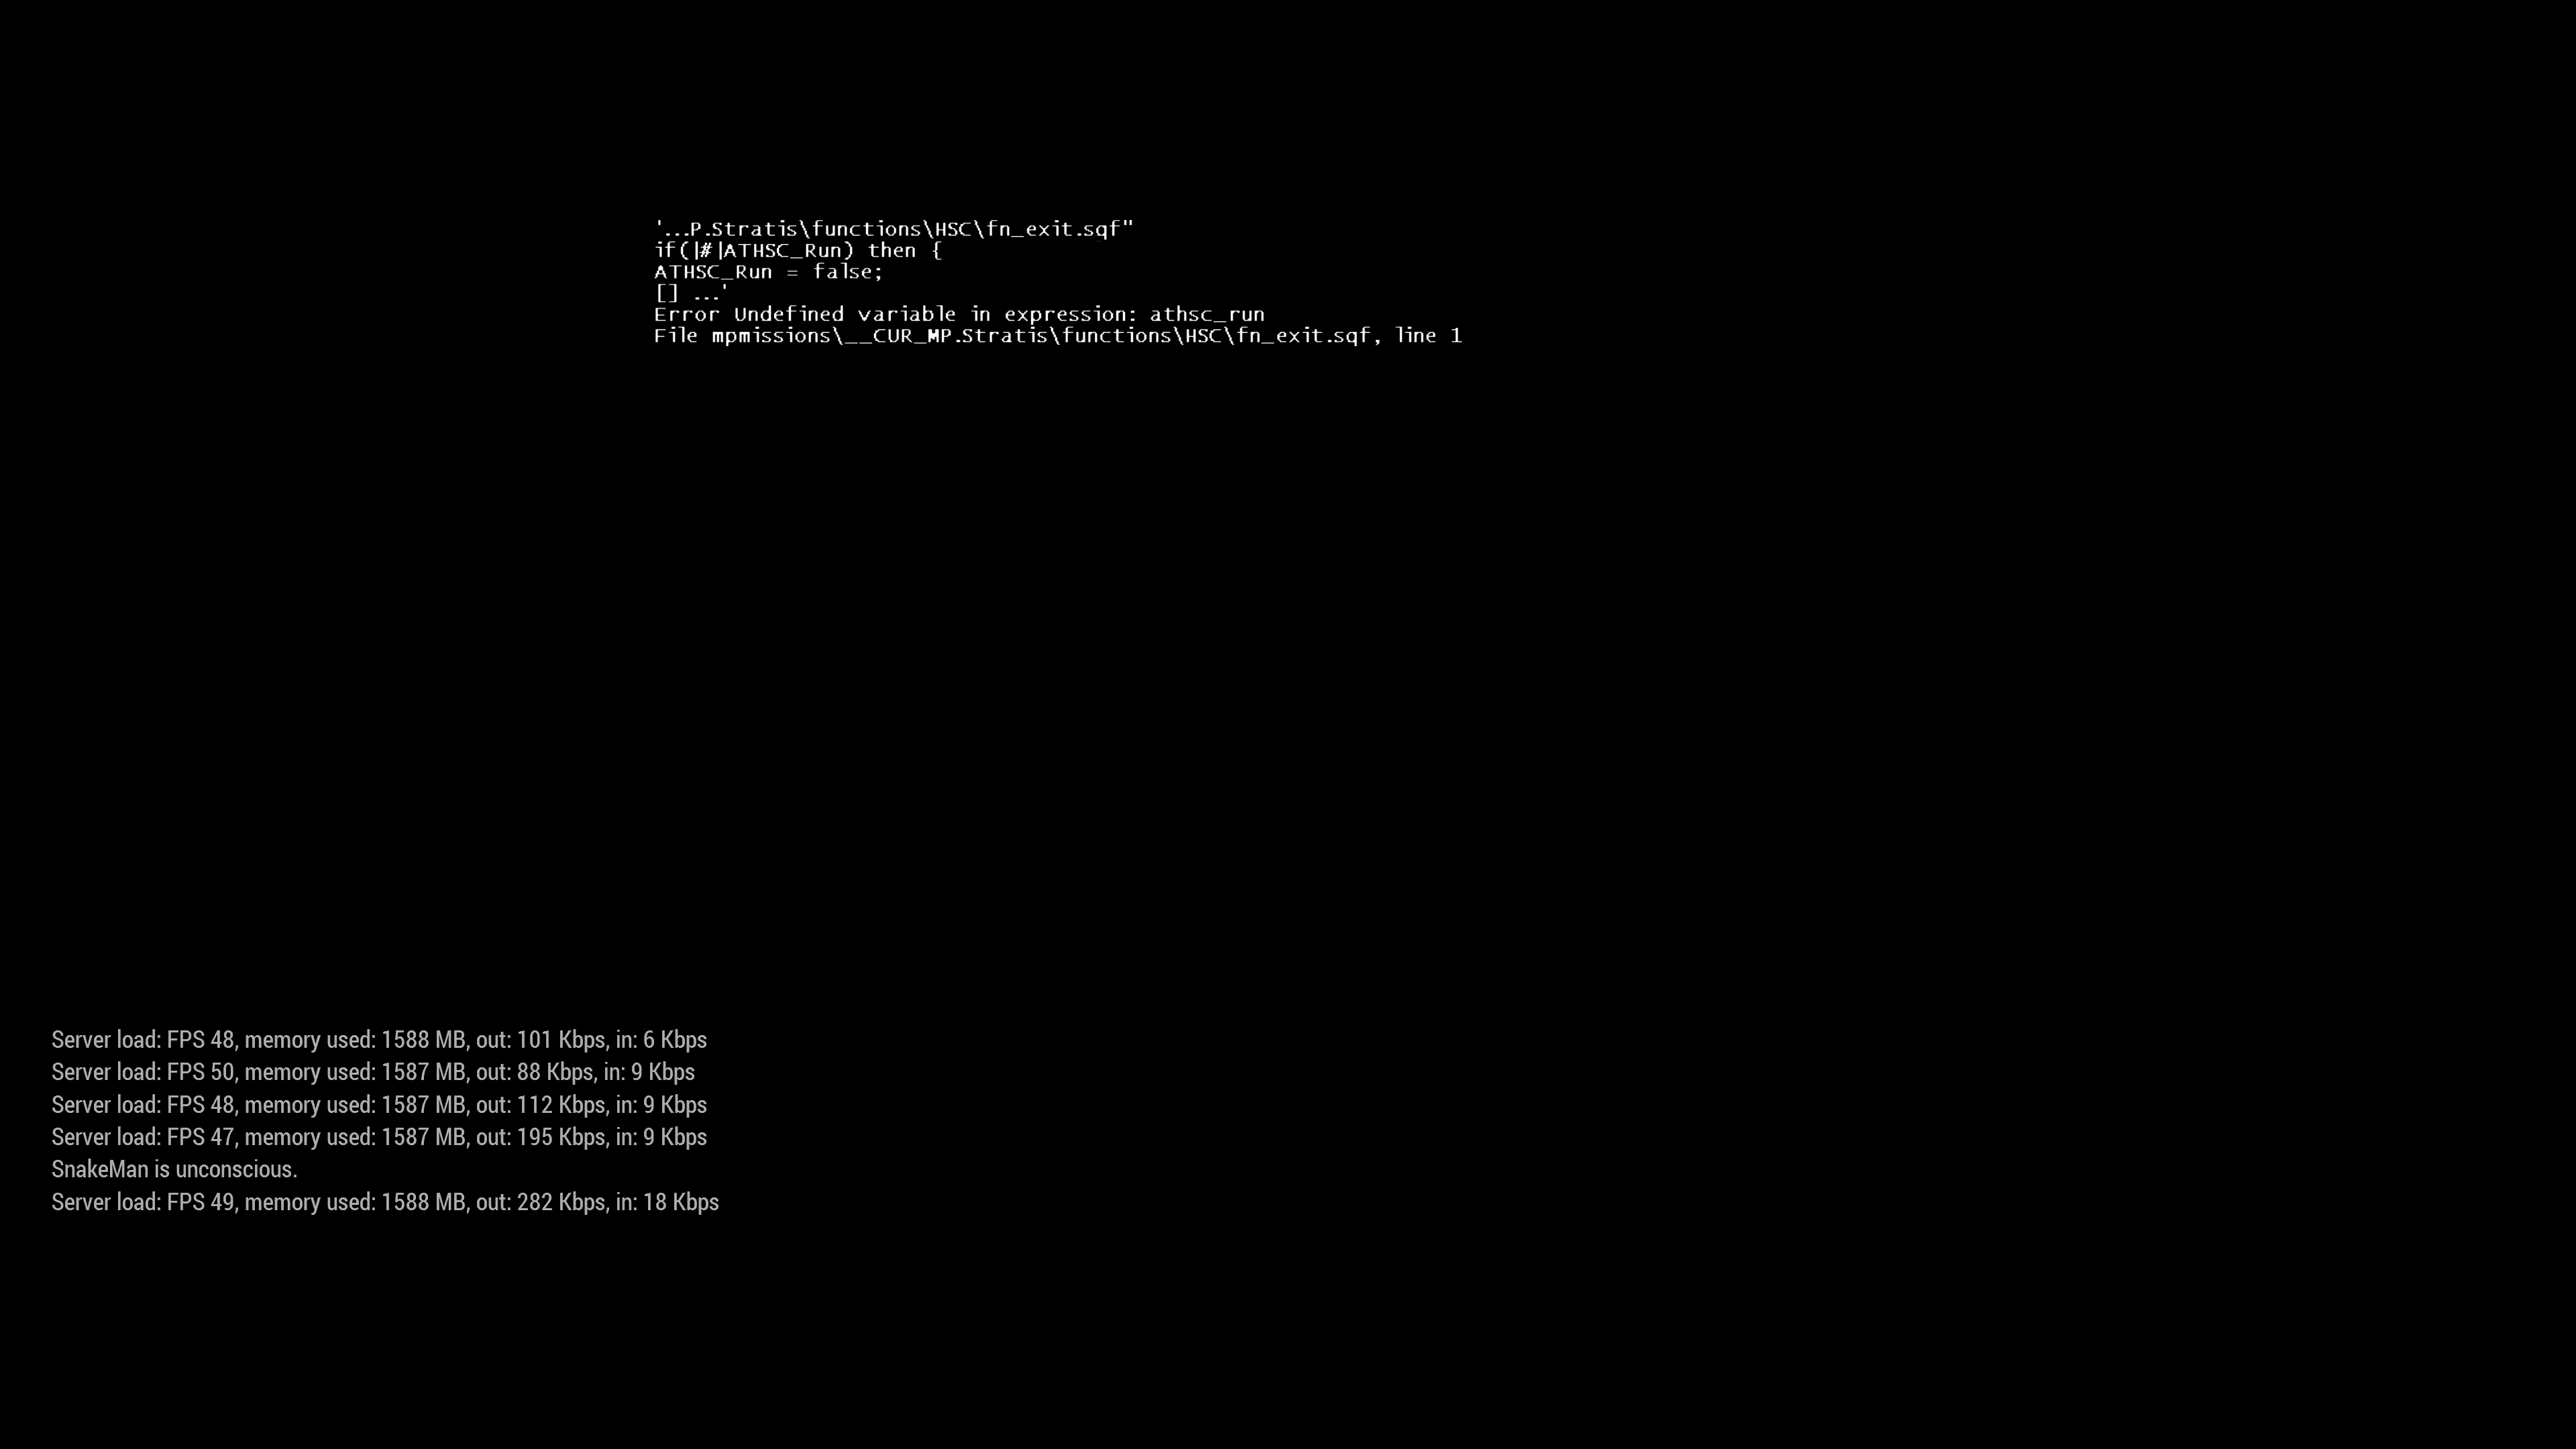 '...P.Stratis\functions\HSC\fn_exit.sqf"
if(|#|ATHSC_Run) then {
ATHSC_Run = false;
[] ...'
Error Undefined variable in expression: athsc_run
File mpmissions\__CUR_MP.Stratis\functions\HSC\fn_exit.sqf, line 1
Server load: FPS 48, memory used: 1588 MB, out: 101 Kbps, in: 6 Kbps
Server load: FPS 50, memory used: 1587 MB, out: 88 Kbps, in: 9 Kbps
Server load: FPS 48, memory used: 1587 MB, out: 112 Kbps, in: 9 Kbps
Server load: FPS 47, memory used: 1587 MB, out: 195 Kbps, in: 9 Kbps
SnakeMan is unconscious.
Server load: FPS 49, memory used: 1588 MB, out: 282 Kbps, in: 18 Kbps